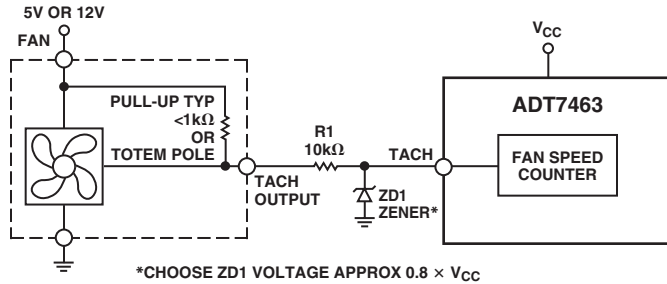 5V OR 12V
FAN
PULL-UP TYP
<1kΩ
OR
TOTEM POLE
TACH
OUTPUT
R1
10kΩ
ZD1
ZENER*
TACH
VCC
ADT7463
FAN SPEED
COUNTER
*CHOOSE ZD1 VOLTAGE APPROX 0.8 × VCC